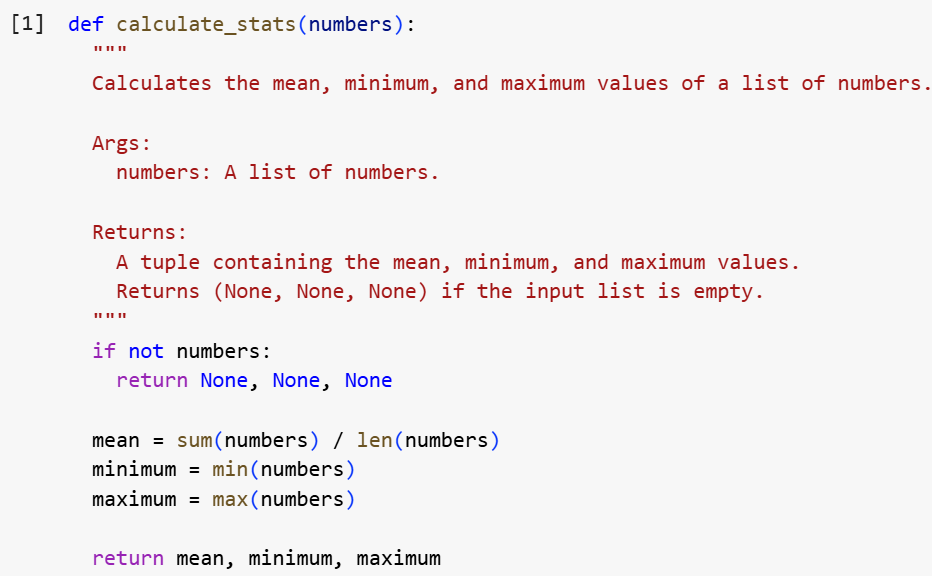 [1] def calculate_stats(numbers):
"""
Calculates the mean, minimum, and maximum values of a list of numbers.
Args:
numbers: A list of numbers.
Returns:
A tuple containing the mean, minimum, and maximum values.
Returns (None, None, None) if the input list is empty.
"""
if not numbers:
return None, None, None
mean = sum(numbers) / len(numbers)
minimum = min(numbers)
maximum = max(numbers)
return mean, minimum, maximum